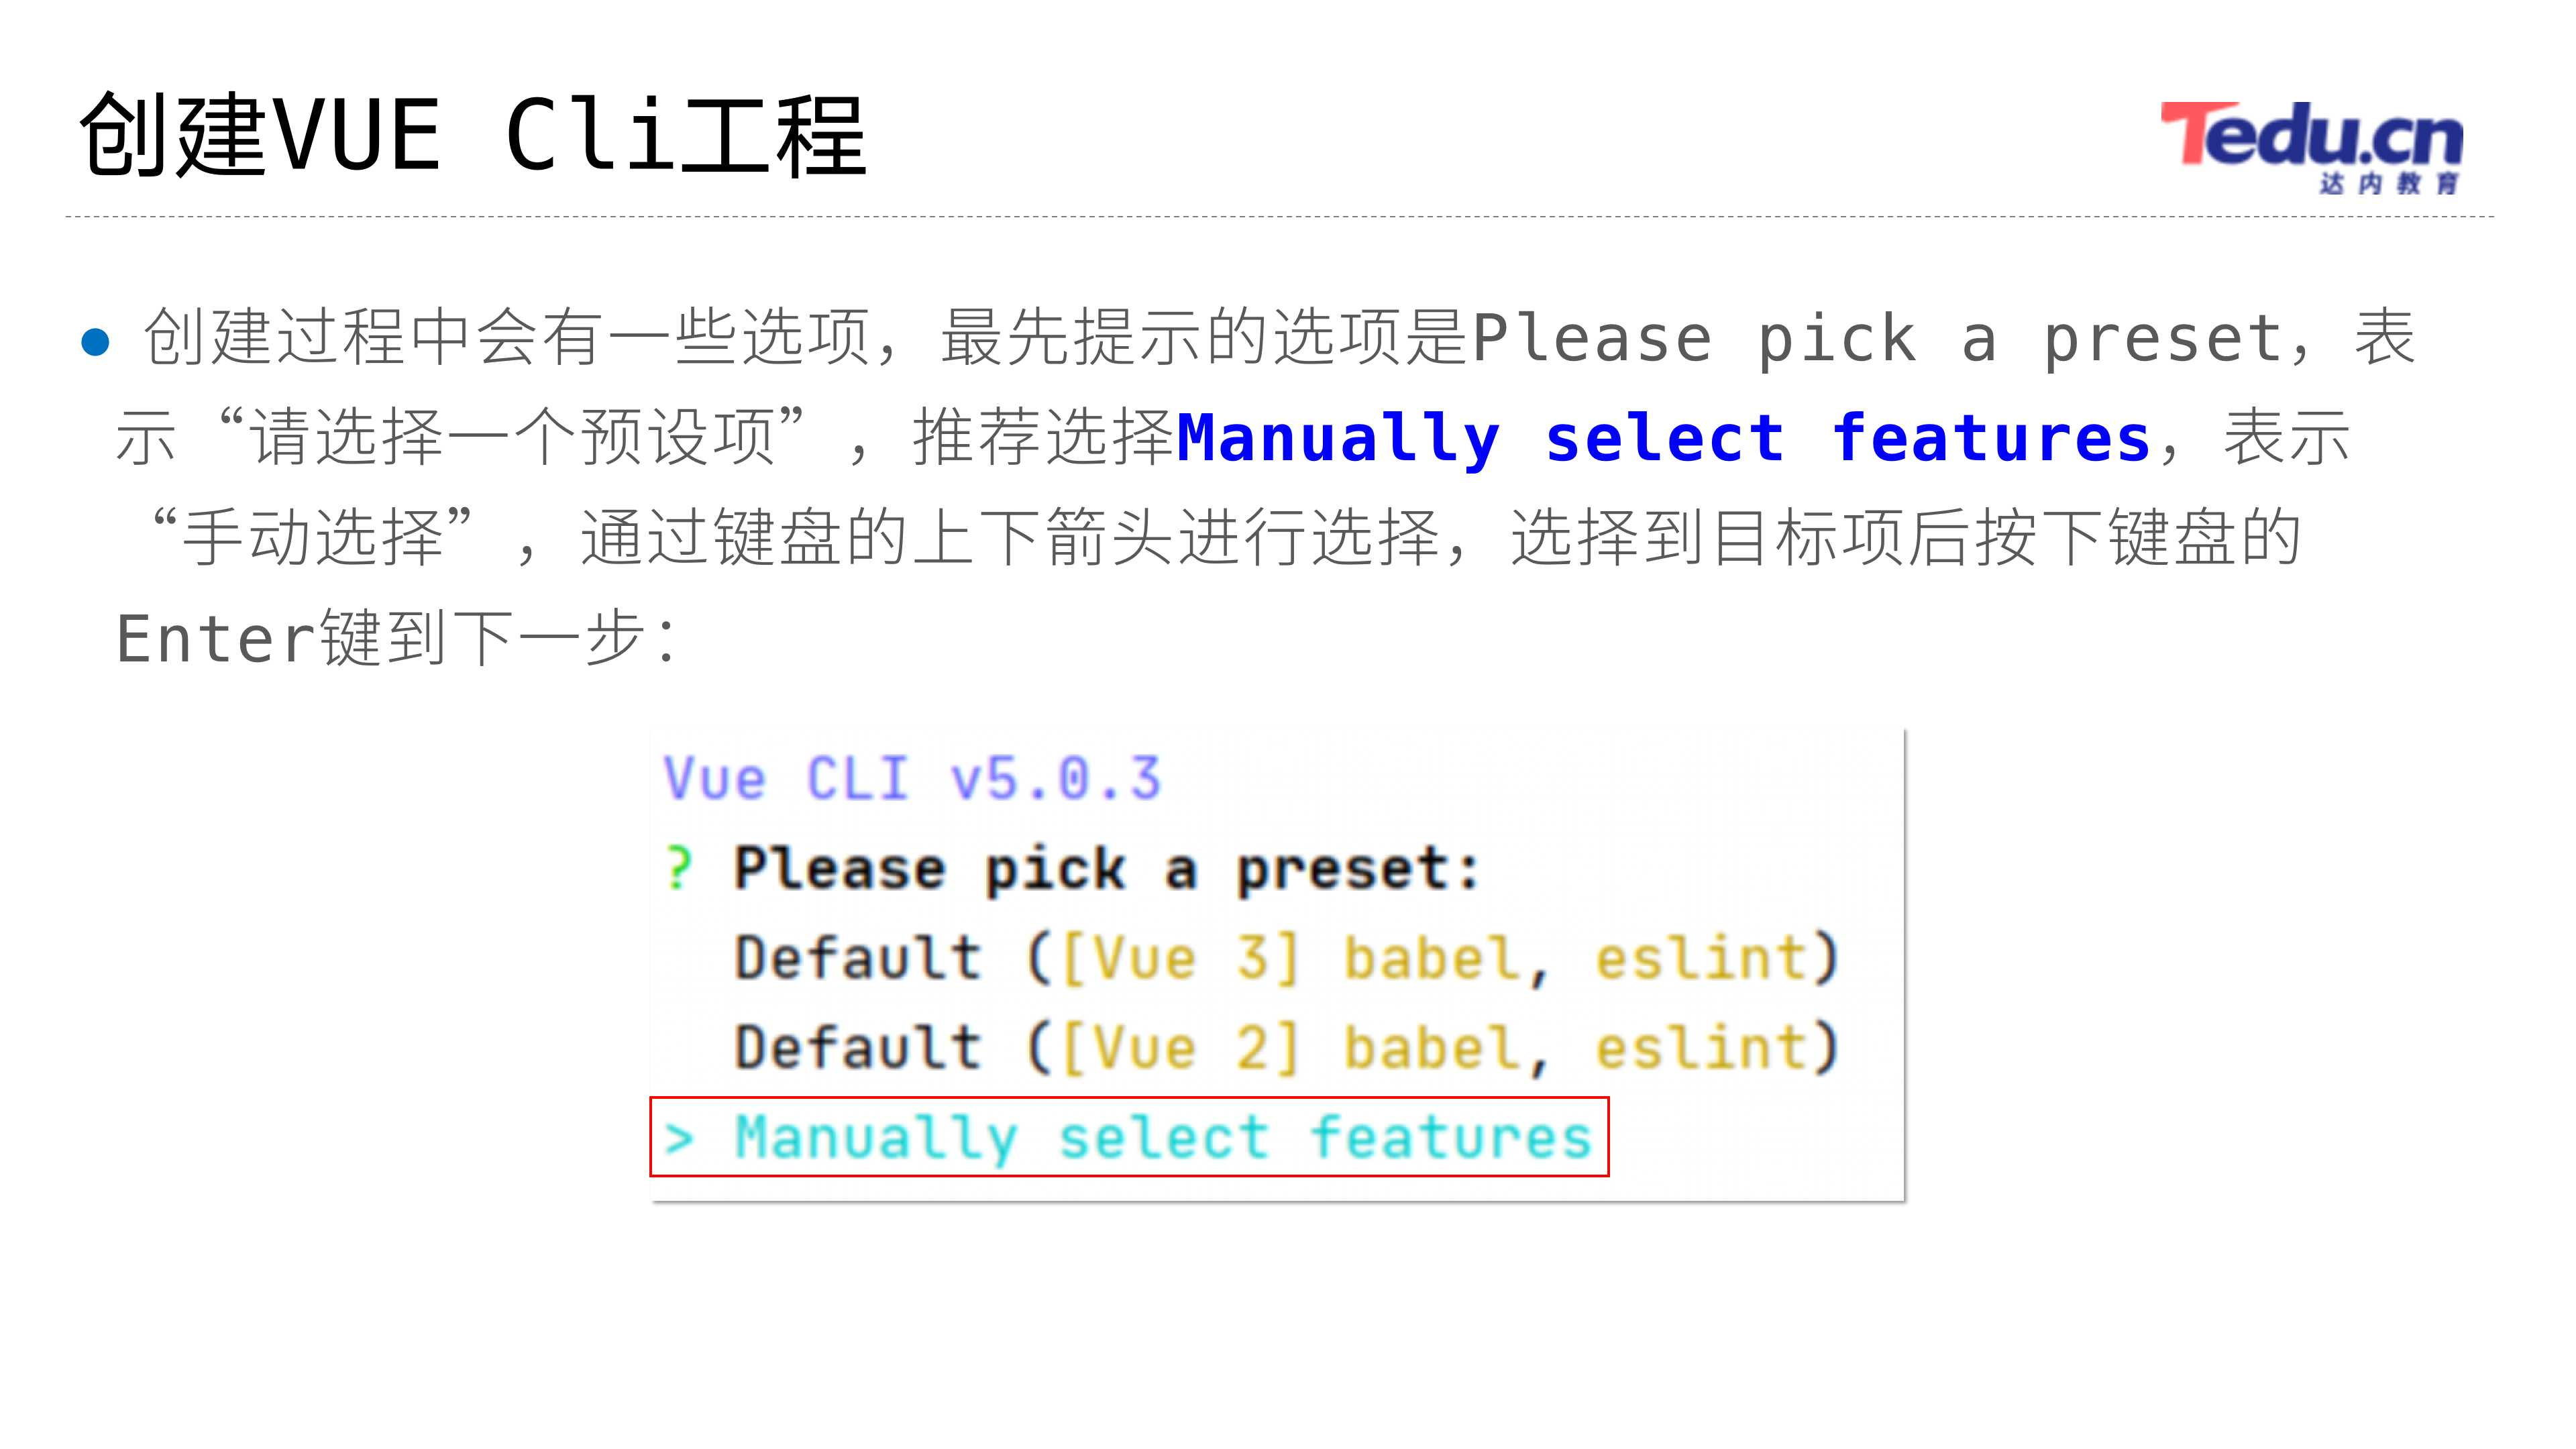 创建VUE Cli工程
Tedu.cn
达内教育
● 创建过程中会有一些选项，最先提示的选项是Please pick a preset，表
示“请选择一个预设项”，推荐选择Manually select features，表示
“手动选择”，通过键盘的上下箭头进行选择，选择到目标项后按下键盘的
Enter键到下一步：
Vue CLI v5.0.3
? Please pick a preset:
Default ([Vue 3] babel, eslint)
Default ([Vue 2] babel, eslint)
> Manually select features